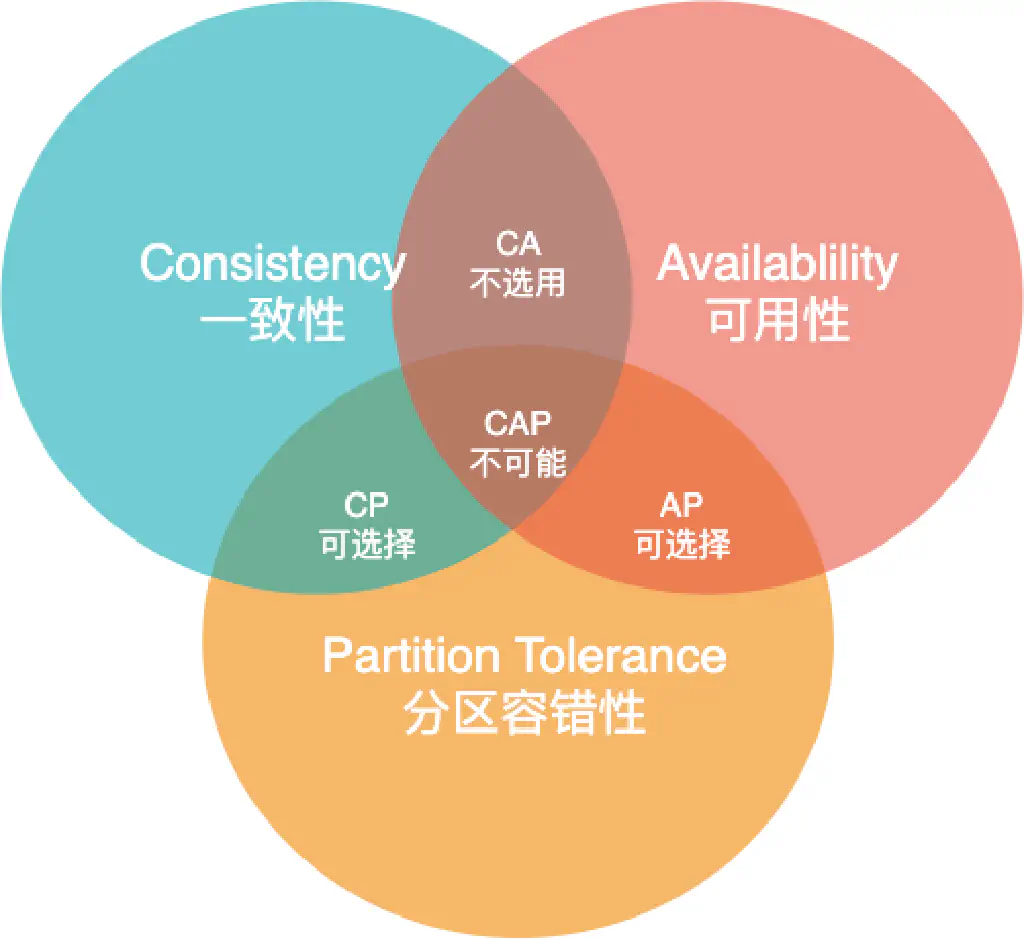 Consistency
一致性
CA
不选用
Availablility
可用性
CAP
不可能
CP
可选择
AP
可选择
Partition Tolerance
分区容错性